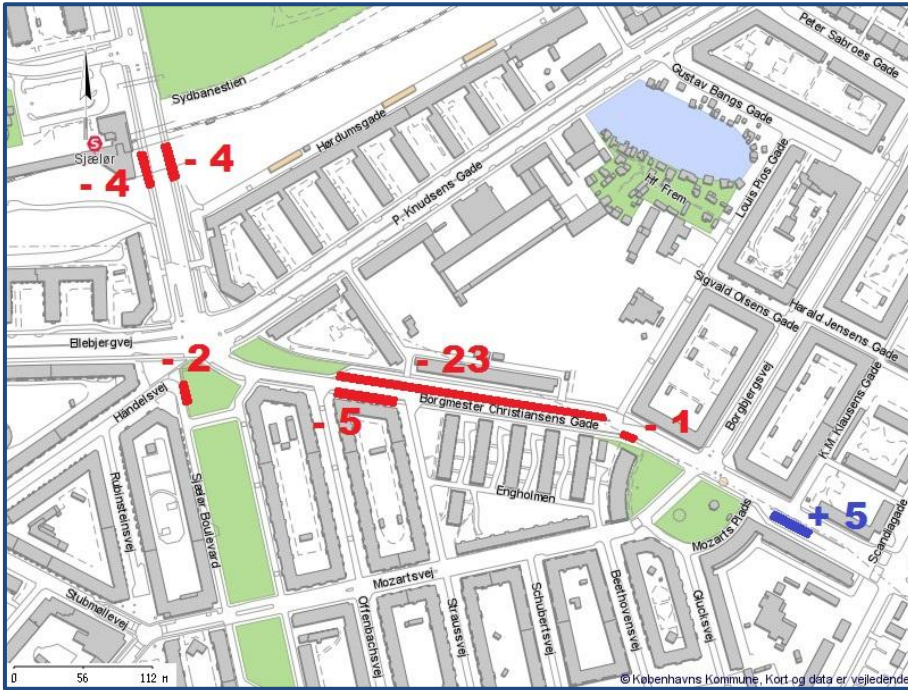 Peter Sabroes Gade
Gustav Bangs Gade
Sydbanestien
Hørdumsgade
S
Sjælør
- 4
- 4
P. Knudsens Gade
Hf. Frem
Louis Pios Gade
Sigvald Olsens Gade
Harald Jensens Gade
Ellebjergvej
- 2
- 23
Händelsvej
Borgmester Christiansens Gade
- 5
- 1
Borgbjergsvej
K.M. Klausens Gade
Rubinsteinsvej
Sjælør Boulevard
Engholmen
Mozarts Plads
+ 5
Scandiagade
Mozartsvej
Stubmøllevej
Offenbachsvej
Straussvej
Schubertsvej
Beethovensvej
Glucksvej
0 56 112 M
© Københavns Kommune, Kort og data er vejledende